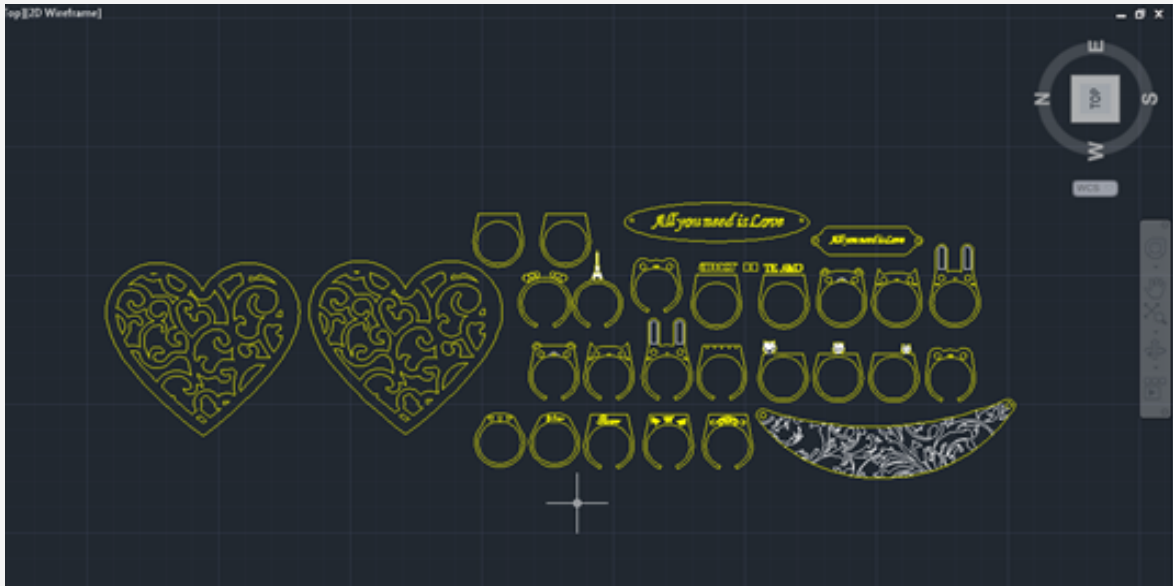 Top][2D Wireframe]
E
N
TOP
S
W
WCS
All you need is Love
All you need is Love
TE AMO